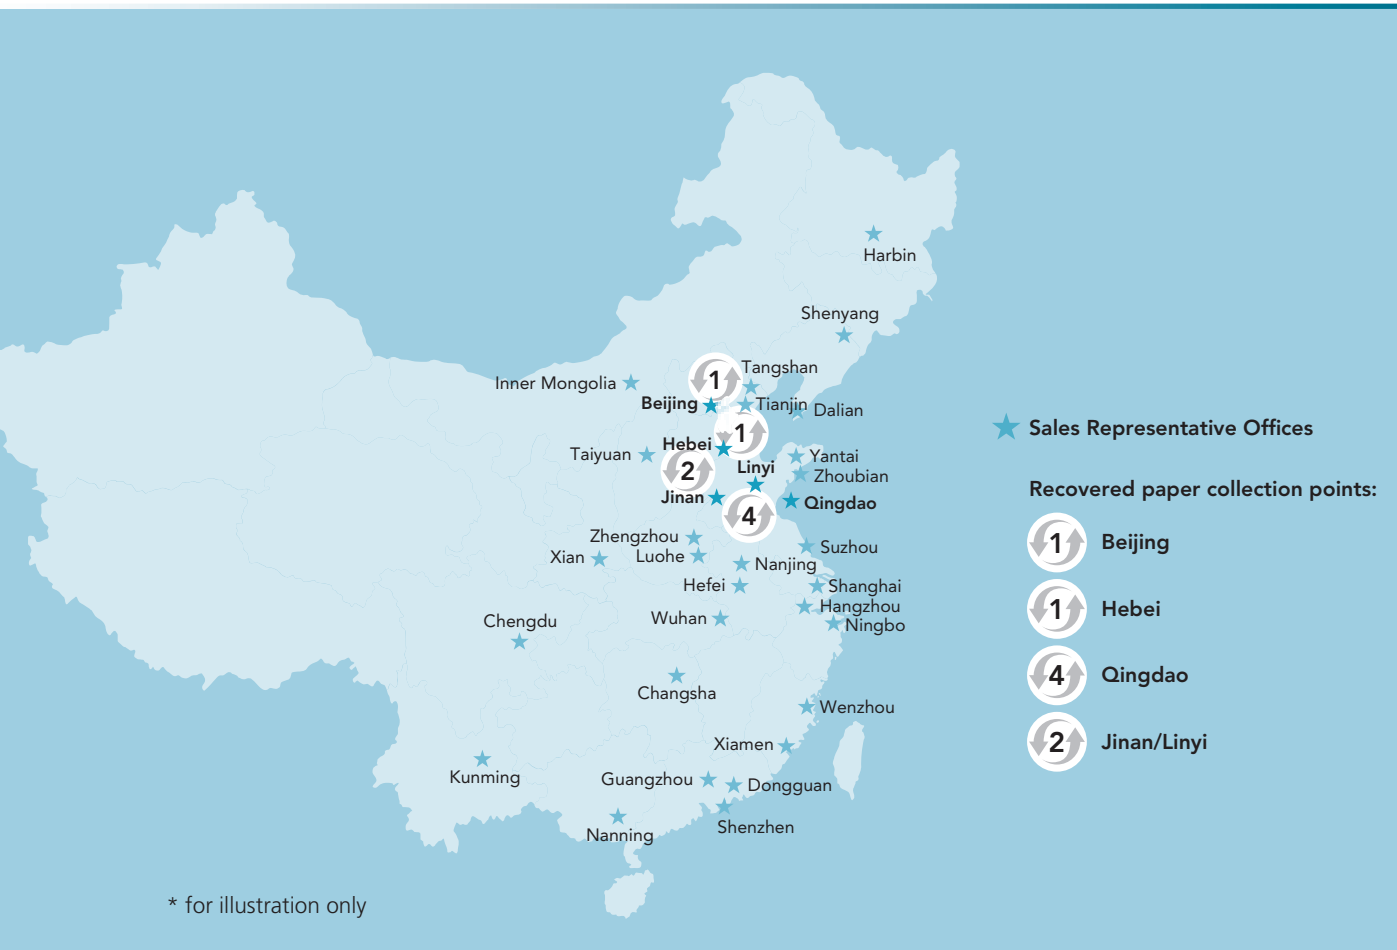 Harbin
Shenyang
Tangshan
1
Inner Mongolia
Beijing
Tianjin
Dalian
1
Hebei
Taiyuan
Yantai
2
Linyi
Zhoubian
Jinan
Qingdao
4
Zhengzhou
Suzhou
Xian
Luohe
Nanjing
Hefei
Shanghai
Hangzhou
Wuhan
Ningbo
Chengdu
Changsha
Wenzhou
Xiamen
Kunming
Guangzhou
Dongguan
Shenzhen
Nanning
* for illustration only
Sales Representative Offices
Recovered paper collection points:
1 Beijing
1 Hebei
4 Qingdao
2 Jinan/Linyi